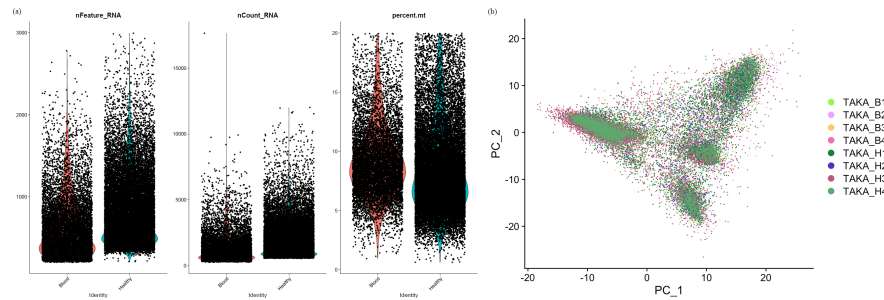 (a)
nFeature_RNA
nCount_RNA
percent.mt
(b)
3000
2000
1000
15000
10000
5000
0
20
15
10
5
0
Blood
Healthy
Identity
Blood
Healthy
Identity
Blood
Healthy
Identity
PC_2
20
10
0
-10
-20
-20
-10
0
10
20
PC_1
TAKA_B1
TAKA_B2
TAKA_B3
TAKA_B4
TAKA_H1
TAKA_H2
TAKA_H3
TAKA_H4